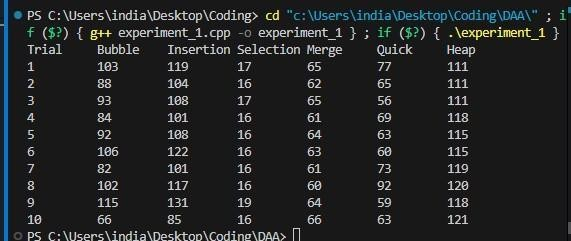 PS C:\Users\india\Desktop\Coding> cd "c:\Users\india\Desktop\Coding\DAA\" ; i
f ($?) { g++ experiment_1.cpp -o experiment_1 } ; if ($?) { .\experiment_1 }
Trial Bubble Insertion Selection Merge Quick Heap
1 103 119 17 65 77 111
2 88 104 16 62 65 111
3 93 108 17 65 56 111
4 84 101 16 61 69 118
5 92 108 16 64 63 115
6 106 122 16 63 60 115
7 82 101 16 61 73 119
8 102 117 16 60 92 120
9 115 131 19 64 59 118
10 66 85 16 66 63 121
PS C:\Users\india\Desktop\Coding\DAA>